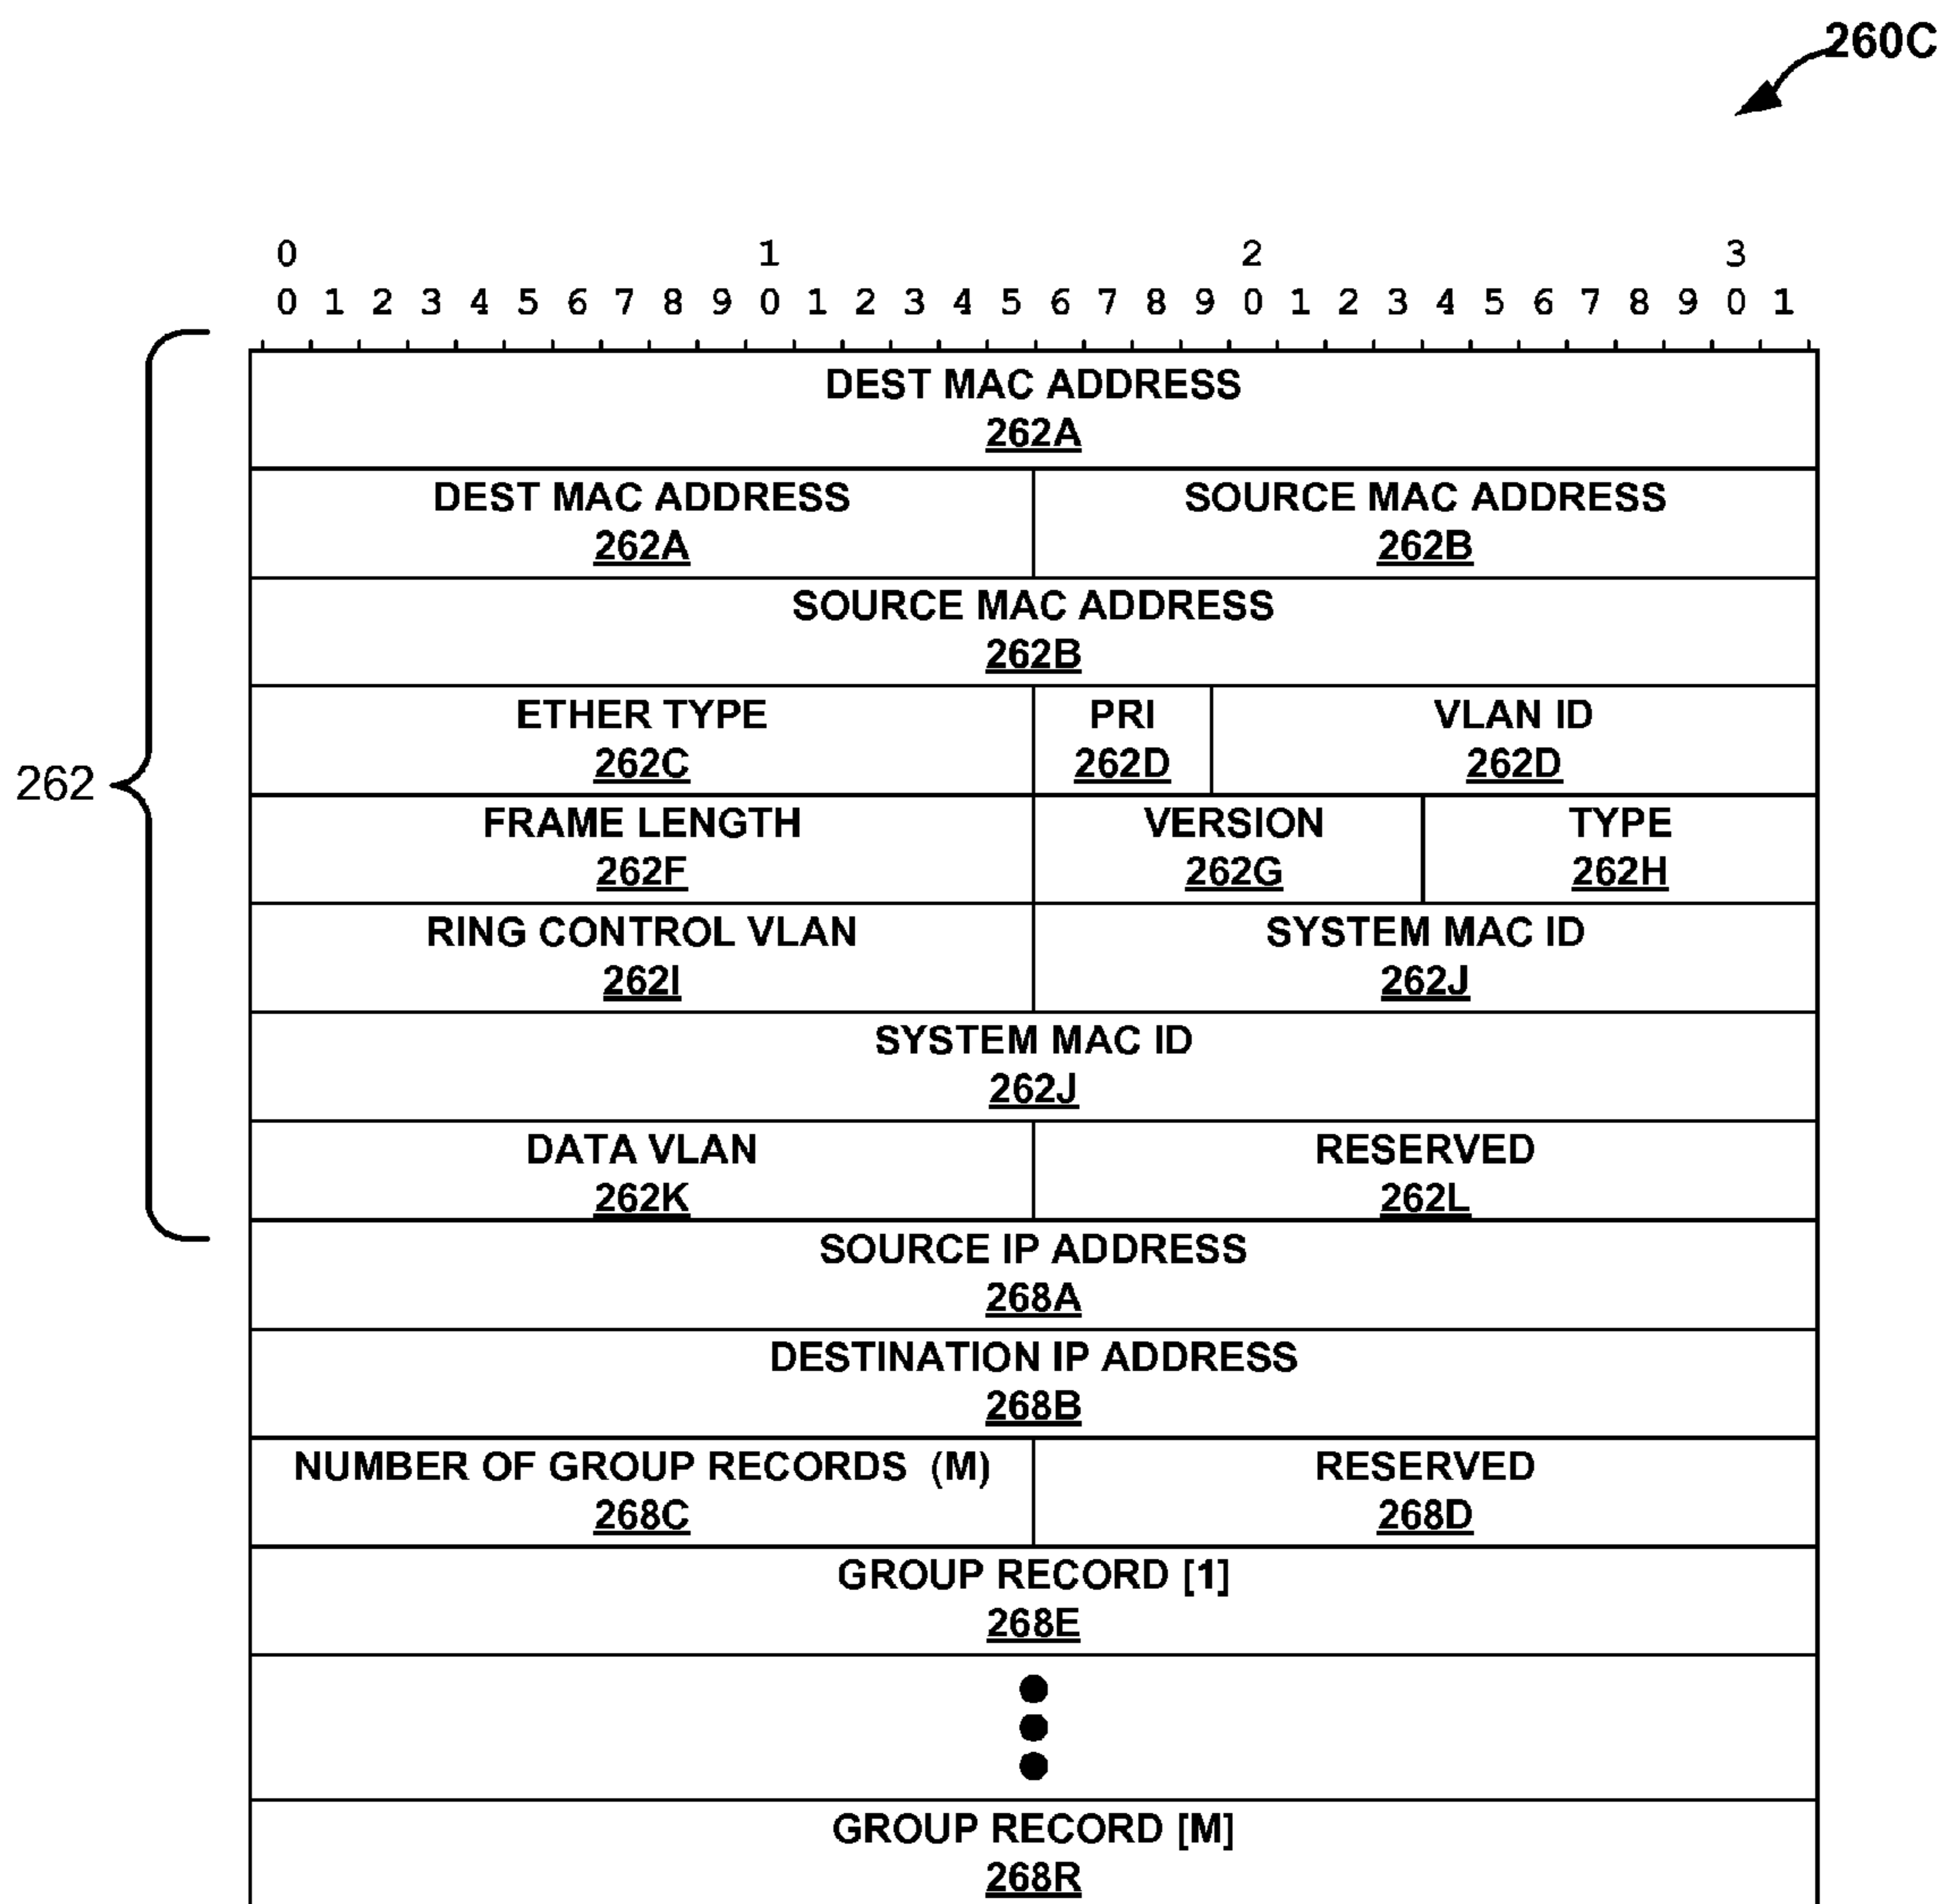 260C
0 1 2 3
0 1 2 3 4 5 6 7 8 9 0 1 2 3 4 5 6 7 8 9 0 1 2 3 4 5 6 7 8 9 0 1
262
DEST MAC ADDRESS
262A
DEST MAC ADDRESS
262A
SOURCE MAC ADDRESS
262B
SOURCE MAC ADDRESS
262B
ETHER TYPE
262C
PRI
262D
VLAN ID
262D
FRAME LENGTH
262F
VERSION
262G
TYPE
262H
RING CONTROL VLAN
262I
SYSTEM MAC ID
262J
SYSTEM MAC ID
262J
DATA VLAN
262K
RESERVED
262L
SOURCE IP ADDRESS
268A
DESTINATION IP ADDRESS
268B
NUMBER OF GROUP RECORDS (M)
268C
RESERVED
268D
GROUP RECORD [1]
268E
GROUP RECORD [M]
268R